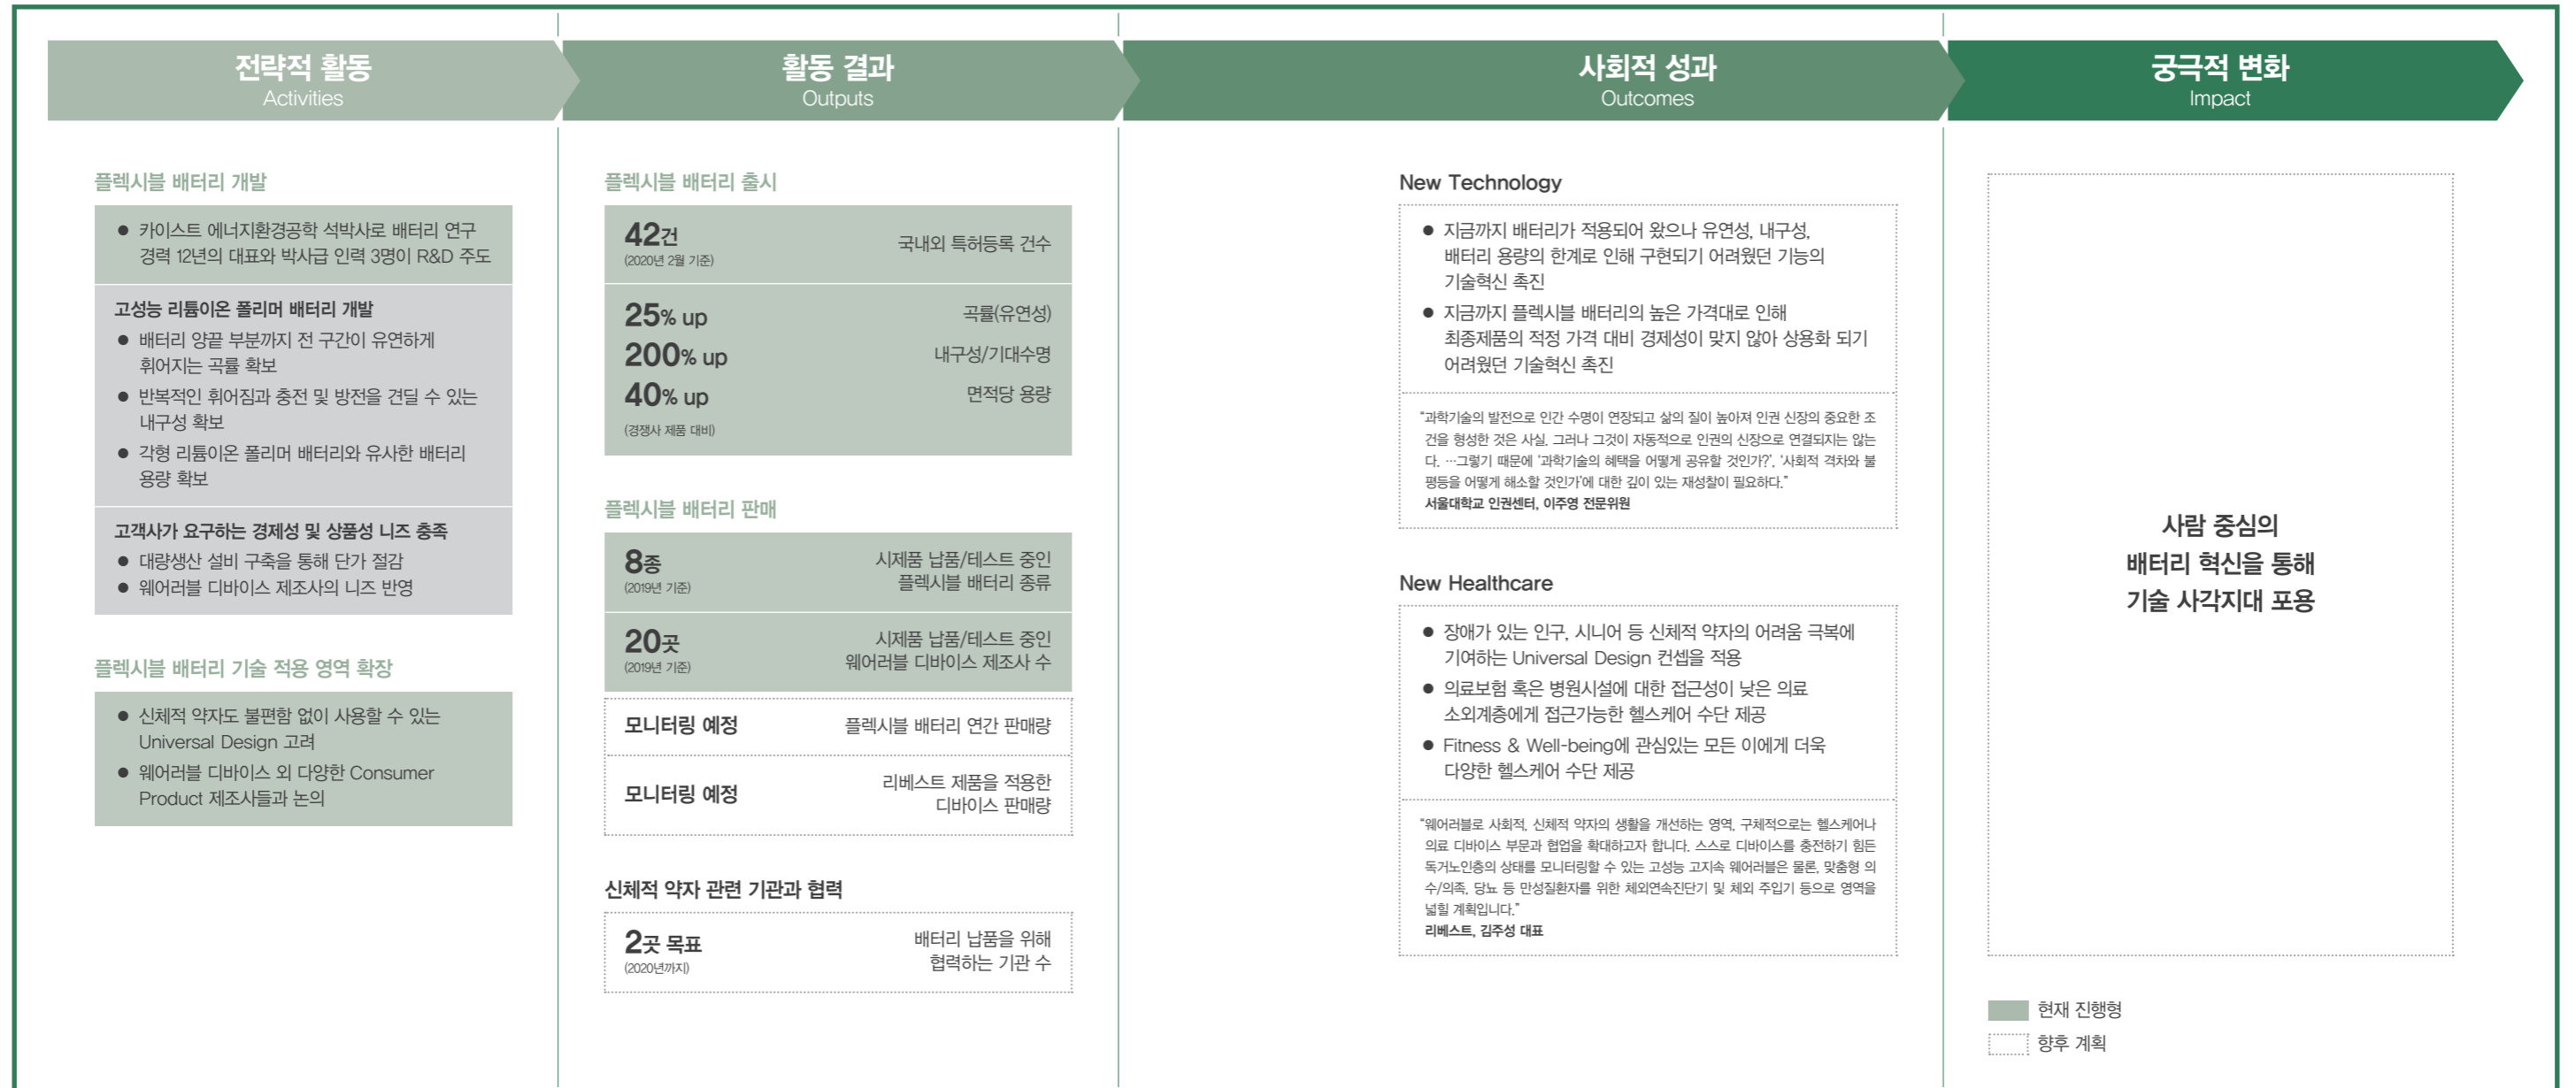 전략적 활동
Activities
활동 결과
Outputs
사회적 성과
Outcomes
궁극적 변화
Impact
플렉시블 배터리 개발
● 카이스트 에너지환경공학 석박사로 배터리 연구
경력 12년의 대표와 박사급 인력 3명이 R&D 주도
고성능 리튬이온 폴리머 배터리 개발
● 배터리 양끝 부분까지 전 구간이 유연하게
휘어지는 곡률 확보
● 반복적인 휘어짐과 충전 및 방전을 견딜 수 있는
내구성 확보
● 각형 리튬이온 폴리머 배터리와 유사한 배터리
용량 확보
고객사가 요구하는 경제성 및 상품성 니즈 충족
● 대량생산 설비 구축을 통해 단가 절감
● 웨어러블 디바이스 제조사의 니즈 반영
플렉시블 배터리 기술 적용 영역 확장
● 신체적 약자도 불편함 없이 사용할 수 있는
Universal Design 고려
● 웨어러블 디바이스 외 다양한 Consumer
Product 제조사들과 논의
플렉시블 배터리 출시
42건
(2020년 2월 기준)
국내외 특허등록 건수
25% up
곡률(유연성)
200% up
내구성/기대수명
40% up
면적당 용량
(경쟁사 제품 대비)
플렉시블 배터리 판매
8종
(2019년 기준)
시제품 납품/테스트 중인
플렉시블 배터리 종류
20곳
(2019년 기준)
시제품 납품/테스트 중인
웨어러블 디바이스 제조사 수
모니터링 예정
플렉시블 배터리 연간 판매량
모니터링 예정
리베스트 제품을 적용한
디바이스 판매량
신체적 약자 관련 기관과 협력
2곳 목표
(2020년까지)
배터리 납품을 위해
협력하는 기관 수
New Technology
● 지금까지 배터리가 적용되어 왔으나 유연성, 내구성,
배터리 용량의 한계로 인해 구현되기 어려웠던 기능의
기술혁신 촉진
● 지금까지 플렉시블 배터리의 높은 가격대로 인해
최종제품의 적정 가격 대비 경제성이 맞지 않아 상용화 되기
어려웠던 기술혁신 촉진
“과학기술의 발전으로 인간 수명이 연장되고 삶의 질이 높아져 인권 신장의 중요한 조
건을 형성한 것은 사실. 그러나 그것이 자동적으로 인권의 신장으로 연결되지는 않는
다. …그렇기 때문에 ‘과학기술의 혜택을 어떻게 공유할 것인가?’, ‘사회적 격차와 불
평등을 어떻게 해소할 것인가’에 대한 깊이 있는 재성찰이 필요하다.”
서울대학교 인권센터, 이주영 전문위원
New Healthcare
● 장애가 있는 인구, 시니어 등 신체적 약자의 어려움 극복에
기여하는 Universal Design 컨셉을 적용
● 의료보험 혹은 병원시설에 대한 접근성이 낮은 의료
소외계층에게 접근가능한 헬스케어 수단 제공
● Fitness & Well-being에 관심있는 모든 이에게 더욱
다양한 헬스케어 수단 제공
“웨어러블로 사회적, 신체적 약자의 생활을 개선하는 영역, 구체적으로는 헬스케어나
의료 디바이스 부문과 협업을 확대하고자 합니다. 스스로 디바이스를 충전하기 힘든
독거노인층의 상태를 모니터링할 수 있는 고성능 고지속 웨어러블은 물론, 맞춤형 의
수/의족, 당뇨 등 만성질환자를 위한 체외연속진단기 및 체외 주입기 등으로 영역을
넓힐 계획입니다.”
리베스트, 김주성 대표
사람 중심의
배터리 혁신을 통해
기술 사각지대 포용
현재 진행형
향후 계획